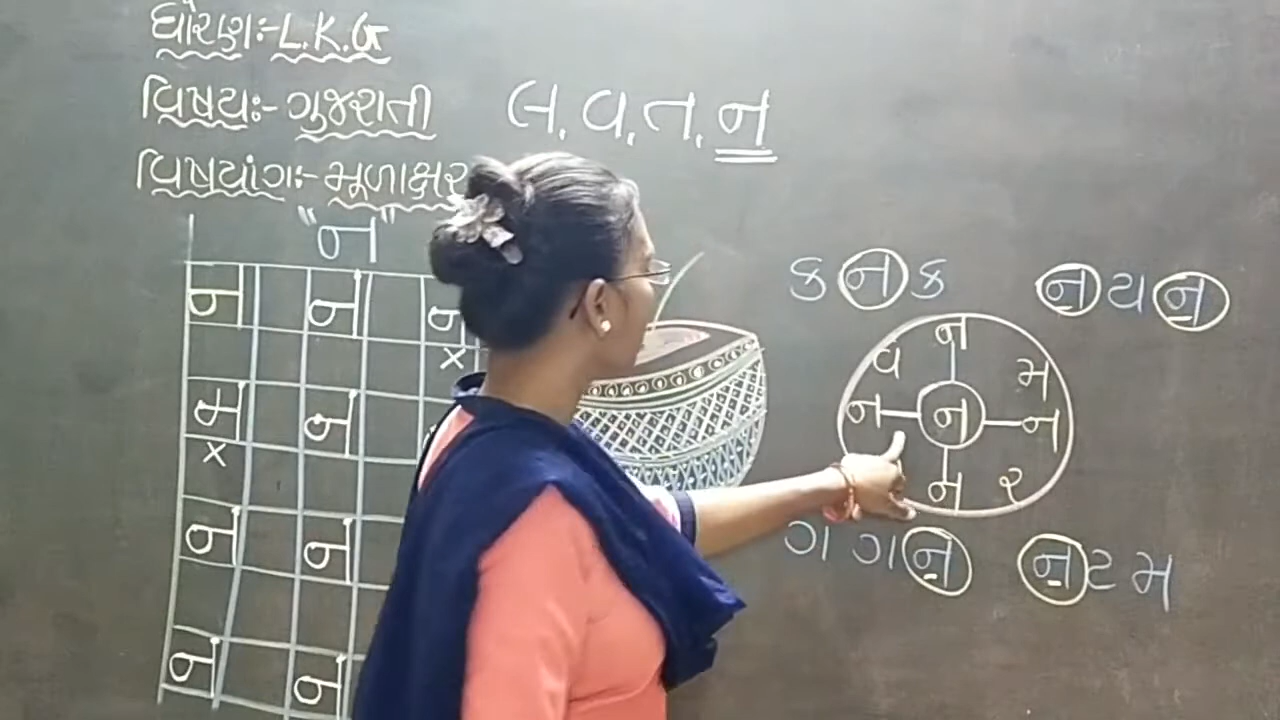 ધોરણ:- L.K.G
વિષય:- ગુજરાતી
લ, વ, ત, ન
વિષયાંગ:- મૂળાક્ષર
"ન"
ન ન ન
×
મ ન
×
ન ન
ન ન
કનક
નયન
ન
વ મ
ન ન ન
ન ર
ગગન
નટમ